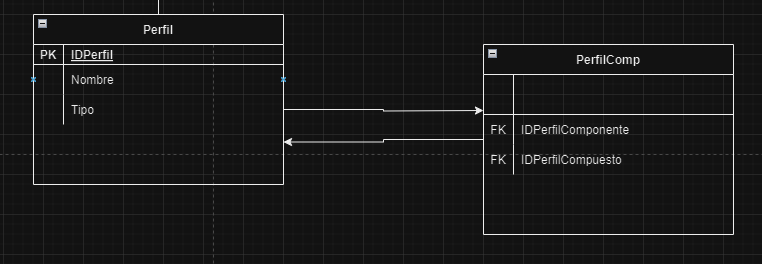 Perfil
PK IDPerfil
Nombre
Tipo
PerfilComp
FK IDPerfilComponente
FK IDPerfilCompuesto